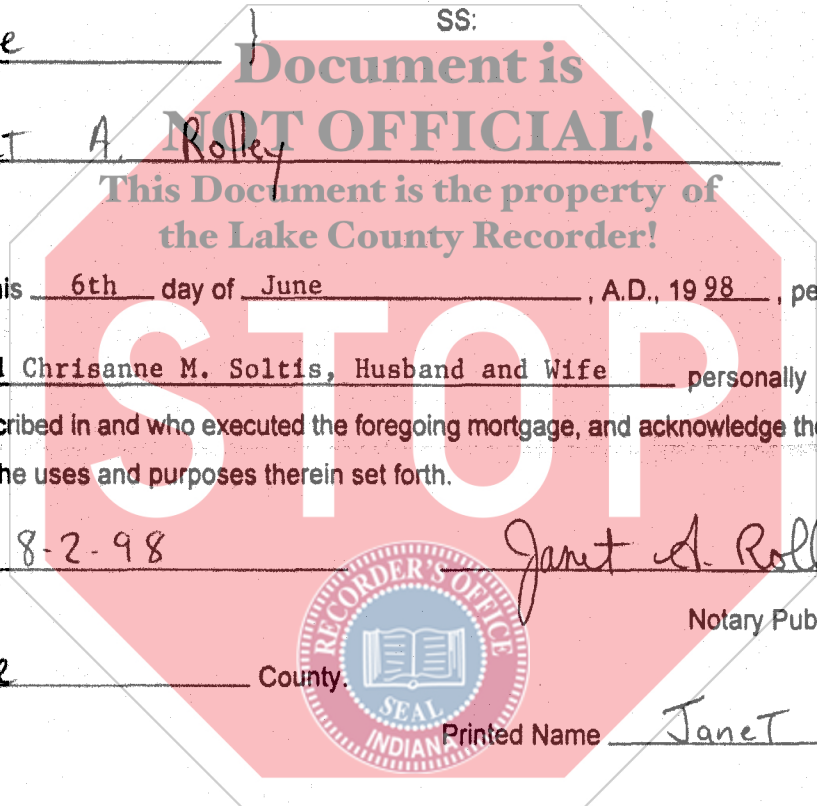 e } SS:
Document is
NOT OFFICIAL!
T A. Rolley
This Document is the property of
the Lake County Recorder!
is 6th day of June , A.D., 19 98 , pe
Chrisanne M. Soltis, Husband and Wife personally
cribed in and who executed the foregoing mortgage, and acknowledge the
he uses and purposes therein set forth.
STOP
8-2-98 Janet A. Roll
Notary Pub
County.
RECORDER'S OFFICE
SEAL
INDIANA
Printed Name JaneT